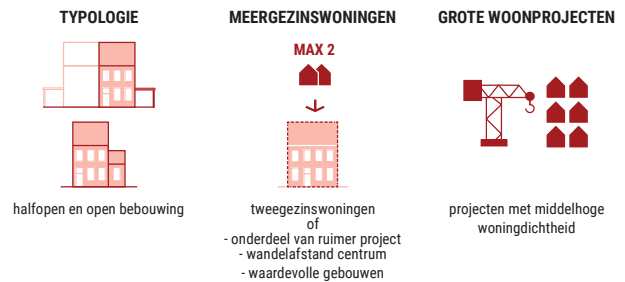 TYPOLOGIE
halfopen en open bebouwing
MEERGEZINSWONINGEN
MAX 2
tweegezinswoningen
of
- onderdeel van ruimer project
- wandelafstand centrum
- waardevolle gebouwen
GROTE WOONPROJECTEN
projecten met middelhoge
woningdichtheid